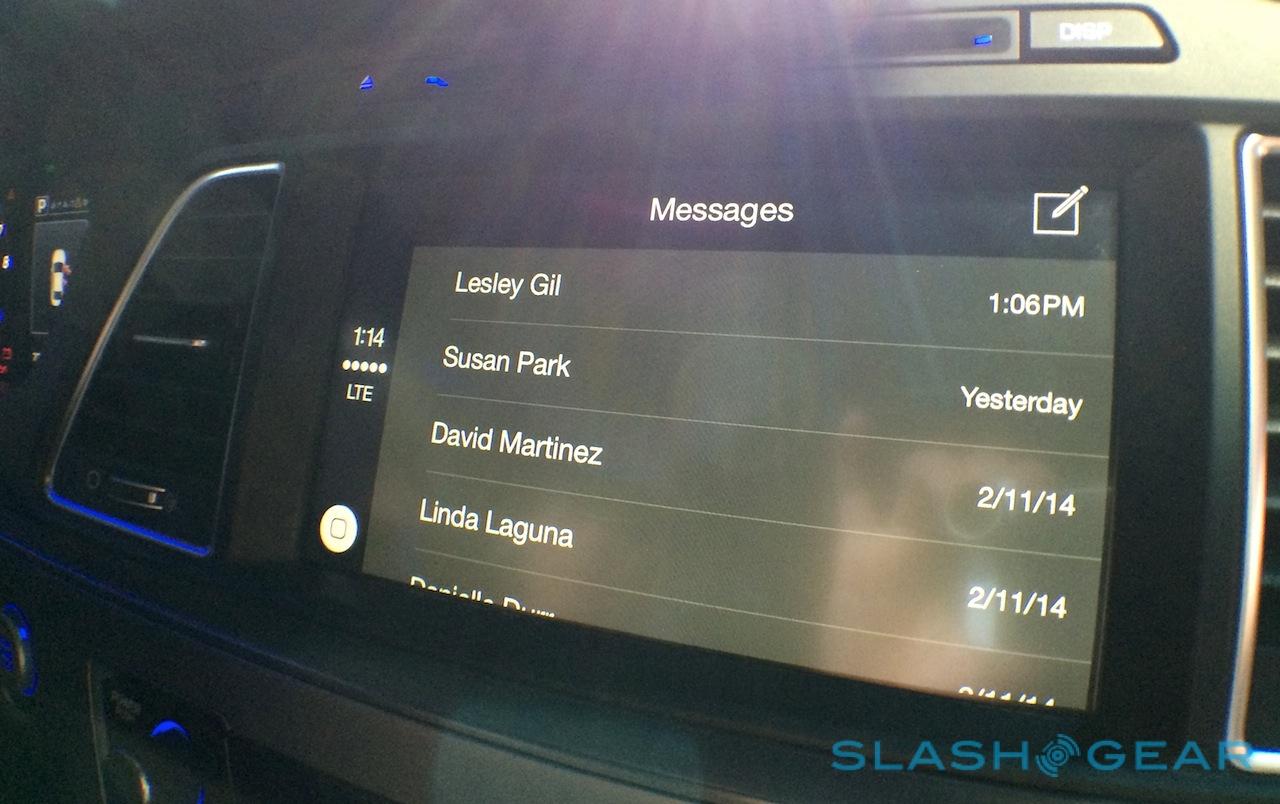 DISP
P
Messages
Lesley Gil
1:06PM
1:14
Susan Park
LTE
Yesterday
David Martinez
2/11/14
Linda Laguna
2/11/14
SLASHGEAR